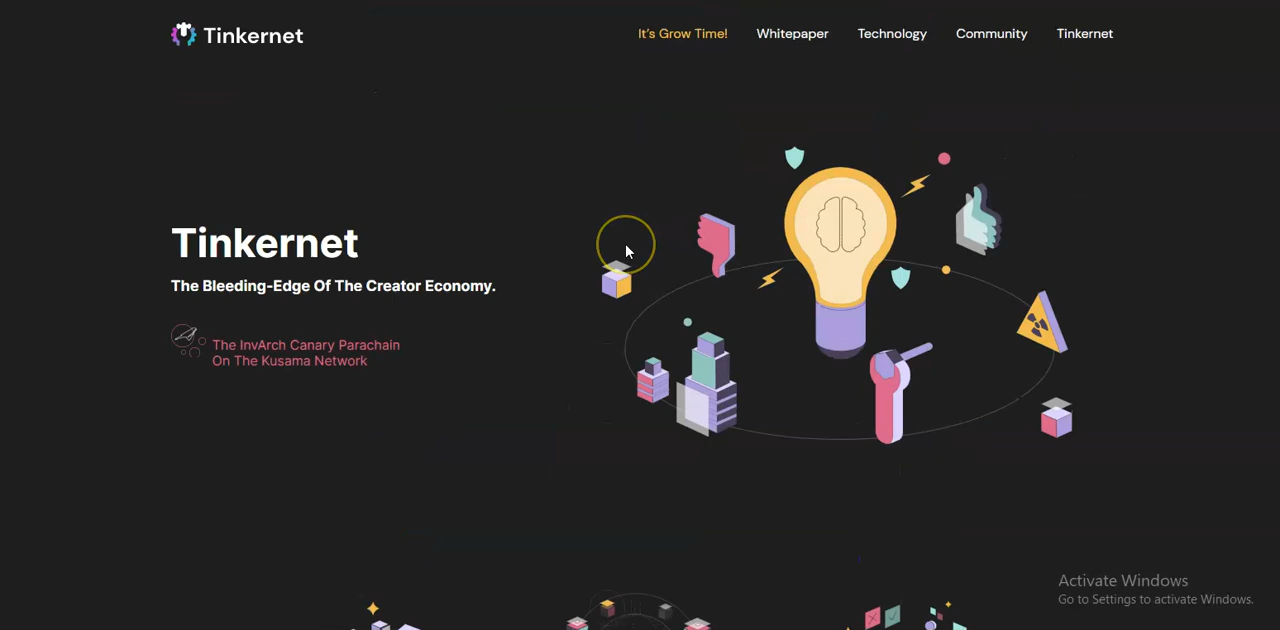 Tinkernet
It's Grow Time!
Whitepaper
Technology
Community
Tinkernet
Tinkernet
The Bleeding-Edge Of The Creator Economy.
The InvArch Canary Parachain
On The Kusama Network
Activate Windows
Go to Settings to activate Windows.